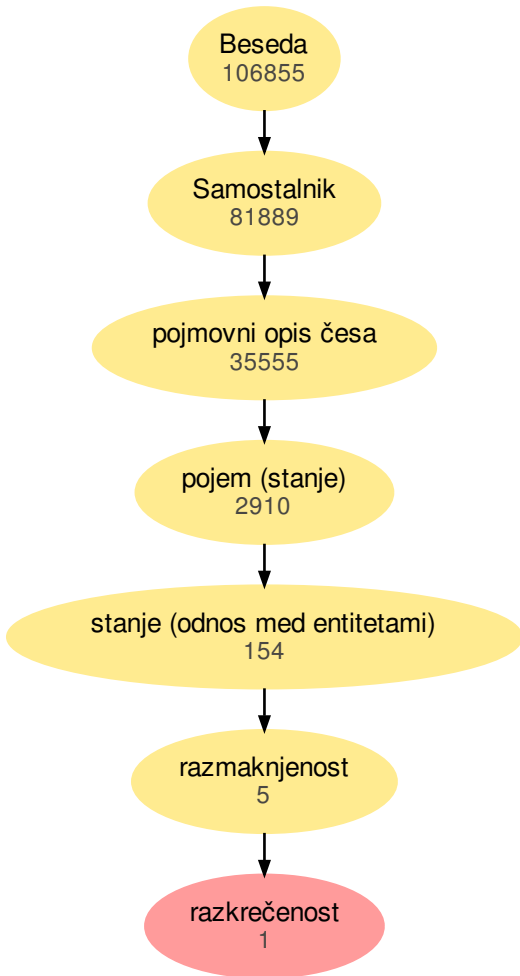 Beseda
106855
Samostalnik
81889
pojmovni opis česa
35555
pojem (stanje)
2910
stanje (odnos med entitetami)
154
razmaknjenost
5
razkrečenost
1